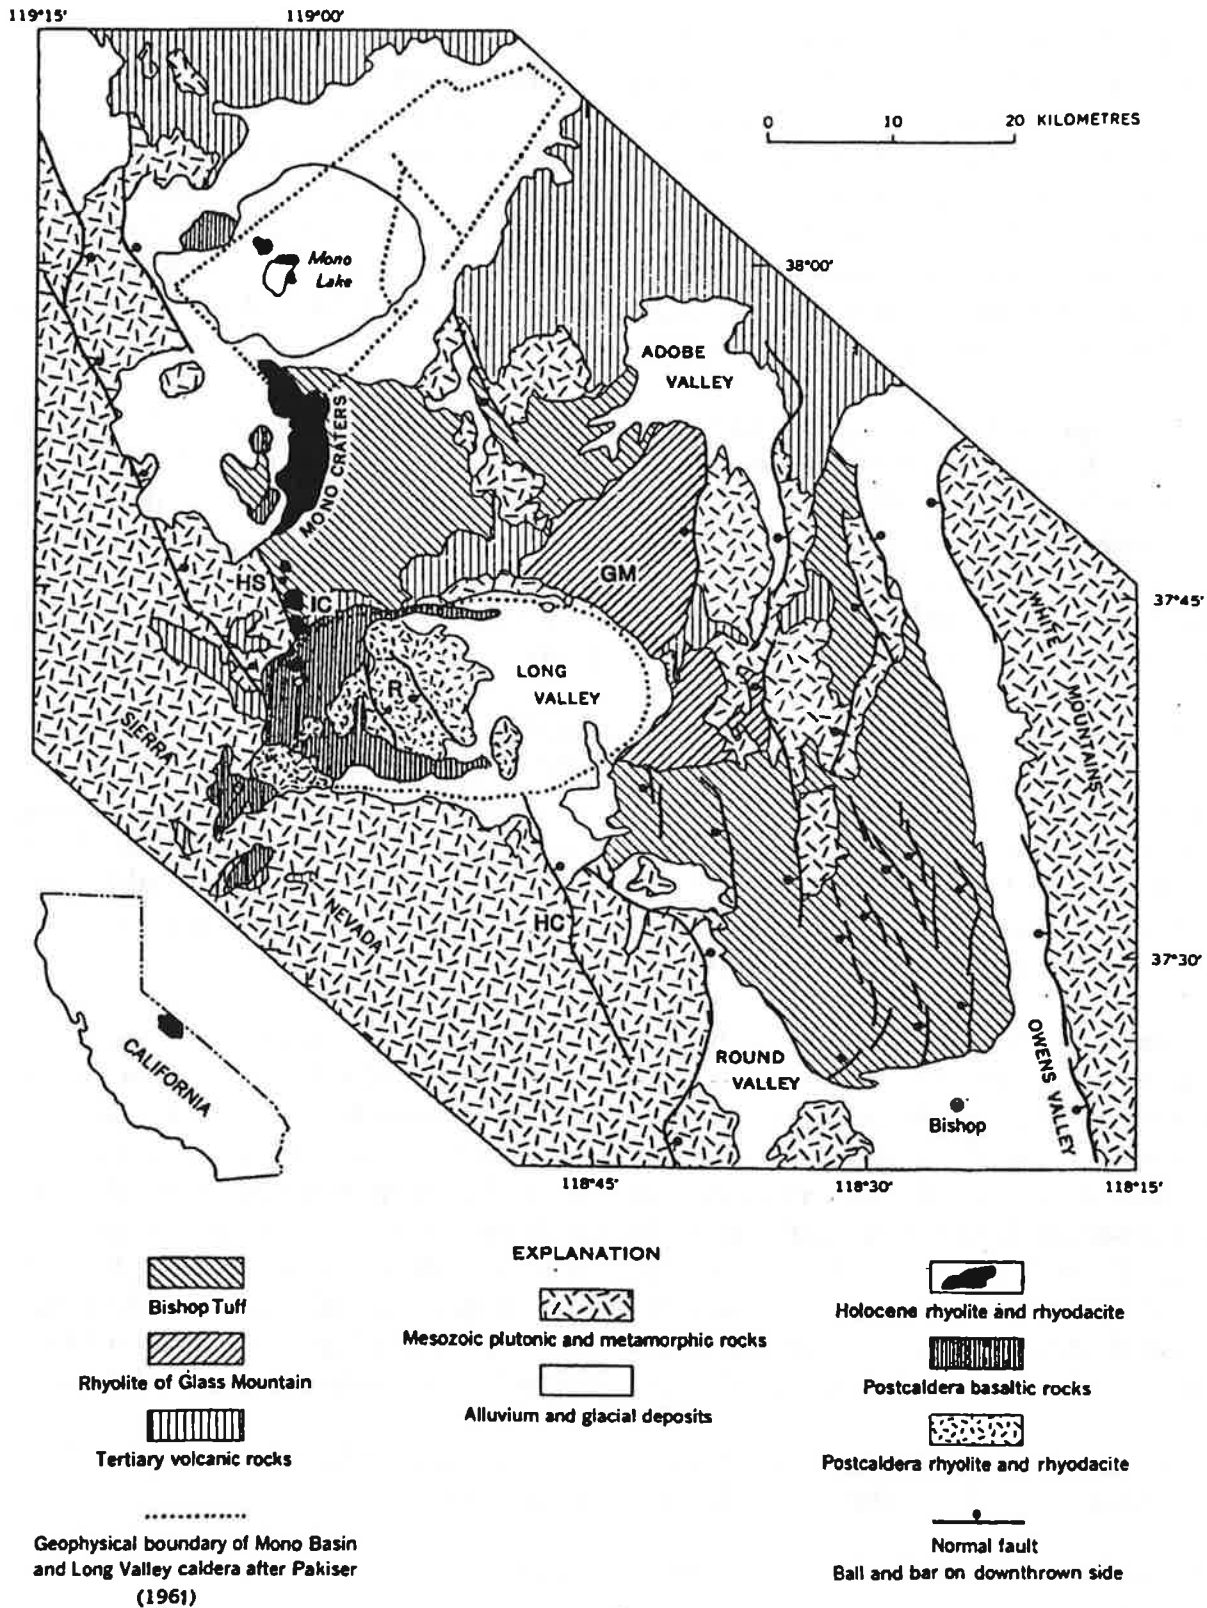 119°15'
119°00'
0 10 20 KILOMETRES
Mono
Lake
38°00'
ADOBE
VALLEY
MONO CRATERS
GM
HS
IC
37°45'
LONG
VALLEY
R
WHITE
MOUNTAINS
SIERRA
NEVADA
HC
37°30'
CALIFORNIA
ROUND
VALLEY
OWENS VALLEY
Bishop
118°45'
118°30'
118°15'
EXPLANATION
Bishop Tuff
Rhyolite of Glass Mountain
Tertiary volcanic rocks
Geophysical boundary of Mono Basin
and Long Valley caldera after Pakiser
(1961)
Mesozoic plutonic and metamorphic rocks
Alluvium and glacial deposits
Holocene rhyolite and rhyodacite
Postcaldera basaltic rocks
Postcaldera rhyolite and rhyodacite
Normal fault
Ball and bar on downthrown side